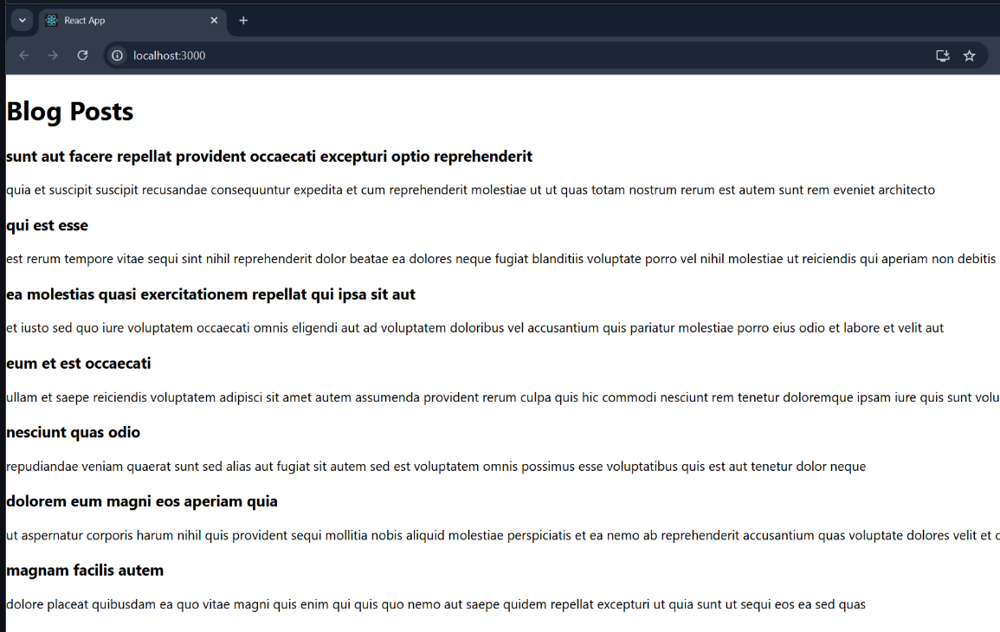 React App
localhost:3000
Blog Posts
sunt aut facere repellat provident occaecati excepturi optio reprehenderit
quia et suscipit suscipit recusandae consequuntur expedita et cum reprehenderit molestiae ut ut quas totam nostrum rerum est autem sunt rem eveniet architecto
qui est esse
est rerum tempore vitae sequi sint nihil reprehenderit dolor beatae ea dolores neque fugiat blanditiis voluptate porro vel nihil molestiae ut reiciendis qui aperiam non debitis
ea molestias quasi exercitationem repellat qui ipsa sit aut
et iusto sed quo iure voluptatem occaecati omnis eligendi aut ad voluptatem doloribus vel accusantium quis pariatur molestiae porro eius odio et labore et velit aut
eum et est occaecati
ullam et saepe reiciendis voluptatem adipisci sit amet autem assumenda provident rerum culpa quis hic commodi nesciunt rem tenetur doloremque ipsam iure quis sunt volu
nesciunt quas odio
repudiandae veniam quaerat sunt sed alias aut fugiat sit autem sed est voluptatem omnis possimus esse voluptatibus quis est aut tenetur dolor neque
dolorem eum magni eos aperiam quia
ut aspernatur corporis harum nihil quis provident sequi mollitia nobis aliquid molestiae perspiciatis et ea nemo ab reprehenderit accusantium quas voluptate dolores velit et
magnam facilis autem
dolore placeat quibusdam ea quo vitae magni quis enim qui quis quo nemo aut saepe quidem repellat excepturi ut quia sunt ut sequi eos ea sed quas